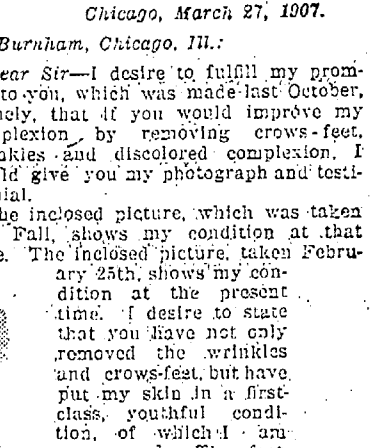 Chicago, March 27, 1907.
Burnham, Chicago, Ill.:
ear Sir—I desire to fulfill my prom-
to you, which was made last October,
ely, that if you would improve my
plexion by removing crows-feet,
nkles and discolored complexion, I
ld give you my photograph and testi-
ial.
he inclosed picture, which was taken
Fall, shows my condition at that
e. The inclosed picture, taken Febru-
ary 25th, shows my con-
dition at the present
time. I desire to state
that you have not only
removed the wrinkles
and crows-feet, but have
put my skin in a first-
class, youthful condi-
tion, of which I am